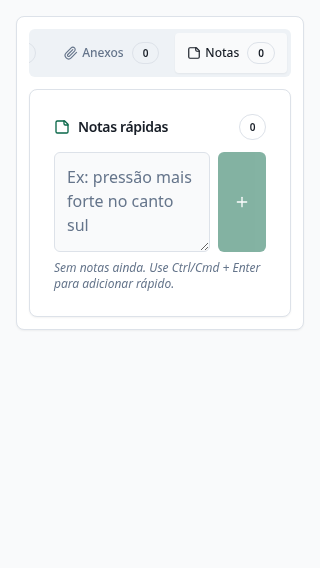 Anexos 0 Notas 0
Notas rápidas 0
Ex: pressão mais
forte no canto
sul
+
Sem notas ainda. Use Ctrl/Cmd + Enter
para adicionar rápido.